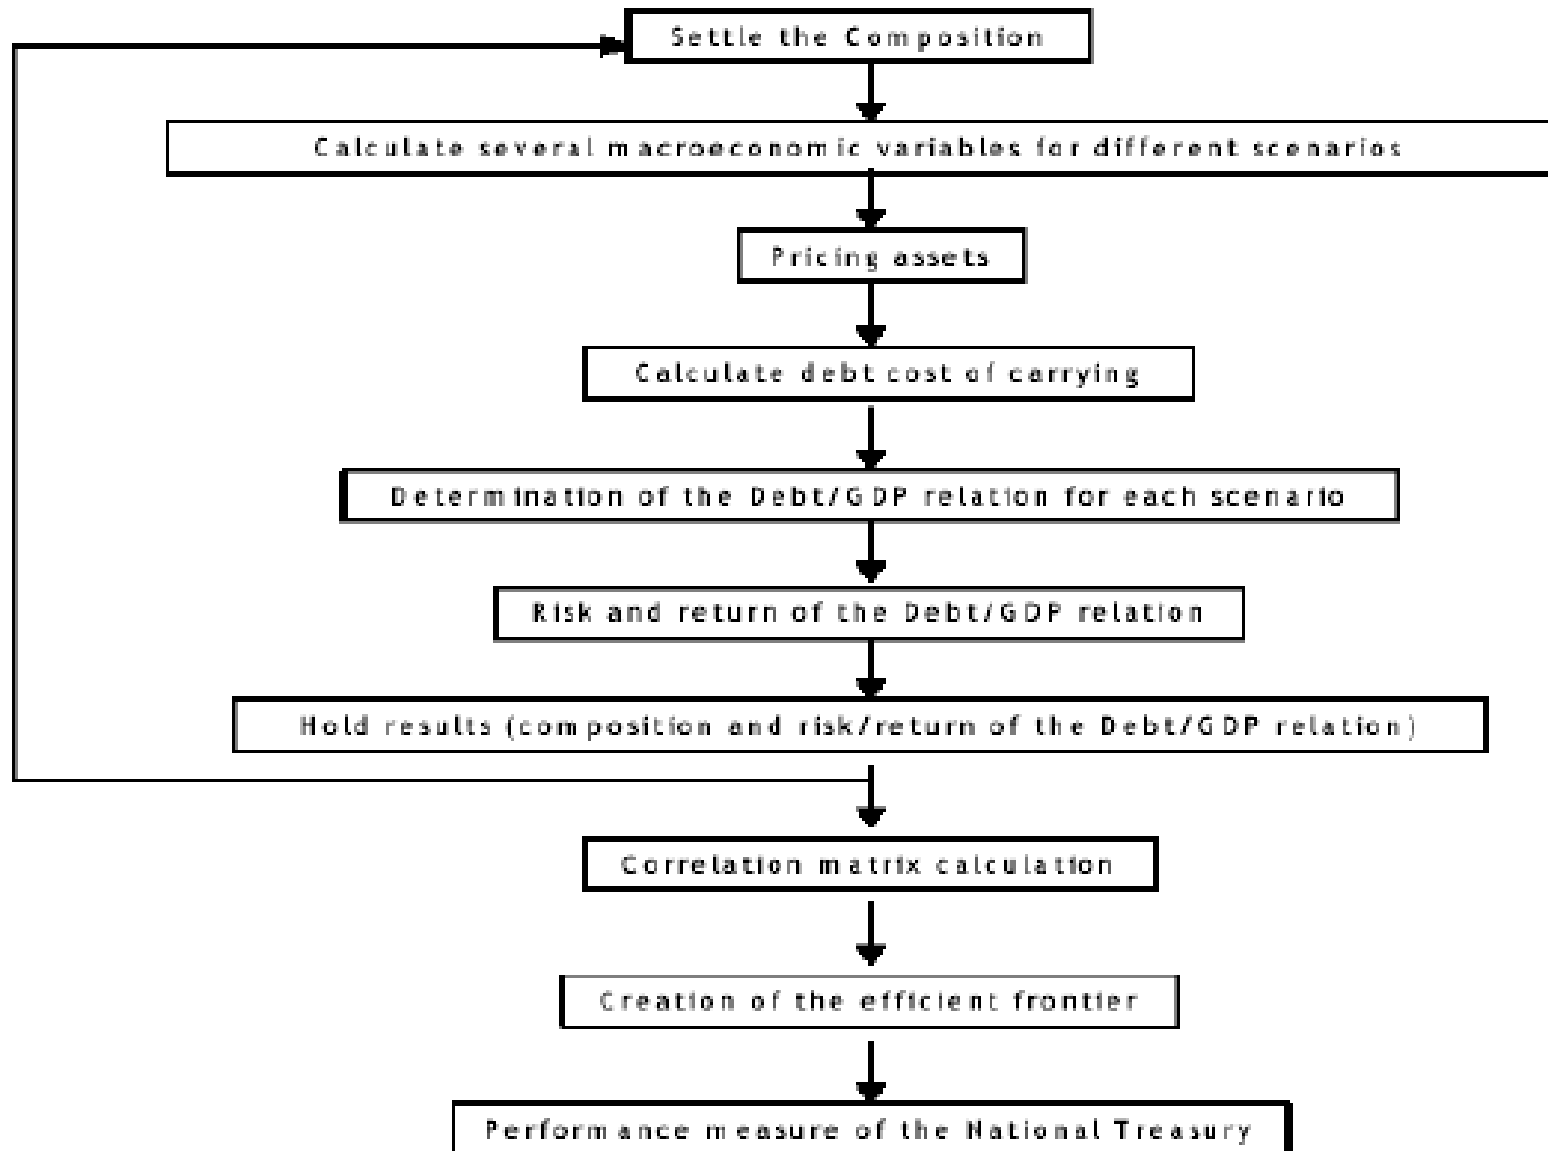 Settle the Composition
Calculate several macroeconomic variables for different scenarios
Pricing assets
Calculate debt cost of carrying
Determination of the Debt/GDP relation for each scenario
Risk and return of the Debt/GDP relation
Hold results (composition and risk/return of the Debt/GDP relation)
Correlation matrix calculation
Creation of the efficient frontier
Performance measure of the National Treasury